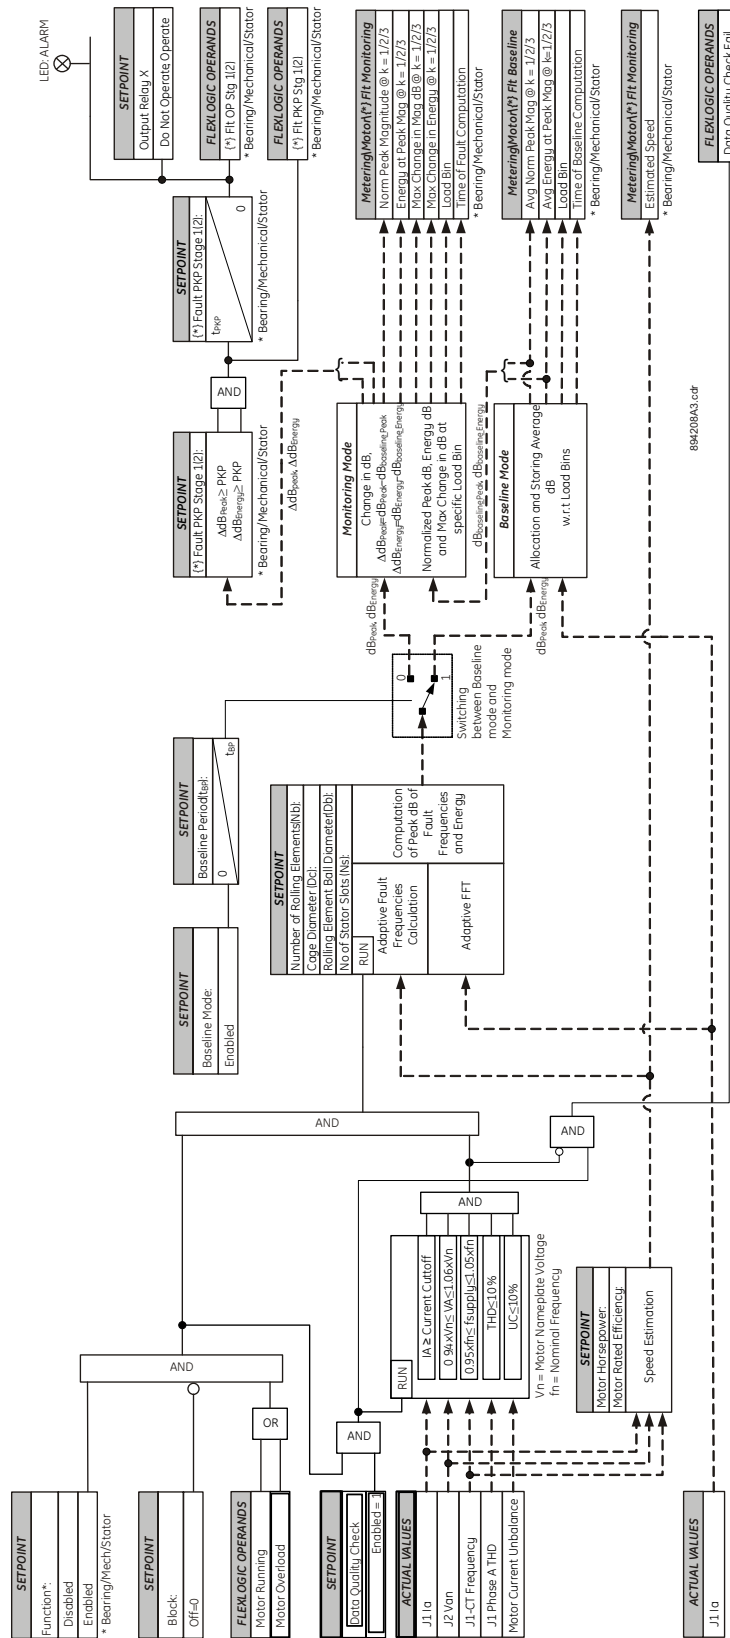 SETPOINT
Function*:
Disabled
Enabled
* Bearing/Mech/Stator
SETPOINT
Block:
Off=0
FLEXLOGIC OPERANDS
Motor Running
Motor Overload
SETPOINT
Data Quality Check
Enabled = 1
ACTUAL VALUES
J1 Ia
J2 Van
J1-CT Frequency
J1 Phase A THD
Motor Current Unbalance
ACTUAL VALUES
J1 Ia
OR
AND
AND
RUN
IA ≥ Current Cuttoff
0.94xVn≤ VA≤1.06xVn
0.95xfn≤ fsupply≤1.05xfn
THD≤10 %
UC≤10%
Vn = Motor Nameplate Voltage
fn = Nominal Frequency
AND
SETPOINT
Motor Horsepower:
Motor Rated Efficiency:
Speed Estimation
AND
AND
SETPOINT
Baseline Mode:
Enabled
SETPOINT
Baseline Period(tBP):
0
tBP
SETPOINT
Number of Rolling Elements(Nb):
Cage Diameter (Dc):
Rolling Element Ball Diameter(Db):
No of Stator Slots (Ns):
RUN
Adaptive Fault
Frequencies
Calculation
Adaptive FFT
Computation
of Peak dB of
Fault
Frequencies
and Energy
0
1
Switching
between Baseline
mode and
Monitoring mode
dBPeak, dBEnergy
dBPeak, dBEnergy
SETPOINT
(*) Fault PKP Stage 1(2):
ΔdBPeak≥ PKP
ΔdBEnergy≥ PKP
* Bearing/Mechanical/Stator
ΔdBpeak, ΔdBEnergy
Monitoring Mode
Change in dB,
ΔdBPeak=dBPeak-dBbaseline,Peak
ΔdBEnergy=dBEnergy-dBbaseline,Energy
Normalized Peak dB, Energy dB
and Max Change in dB at
specific Load Bin
dBbaselinePeak, dBbaseline,Energy
Baseline Mode
Allocation and Storing Average
dB
w.r.t Load Bins
AND
SETPOINT
(*) Fault PKP Stage 1(2):
tPKP
0
* Bearing/Mechanical/Stator
LED: ALARM
SETPOINT
Output Relay X
Do Not Operate Operate
FLEXLOGIC OPERANDS
(*) Flt OP Stg 1(2)
* Bearing/Mechanical/Stator
FLEXLOGIC OPERANDS
(*) Flt PKP Stg 1(2)
* Bearing/Mechanical/Stator
Metering\Motor\(*) Flt Monitoring
Norm Peak Magnitude @ k = 1/2/3
Energy at Peak Mag @ k = 1/2/3
Max Change in Mag dB @ k = 1/2/3
Max Change in Energy @ k = 1/2/3
Load Bin
Time of Fault Computation
* Bearing/Mechanical/Stator
Metering\Motor\(*) Flt Baseline
Avg Norm Peak Mag @ k = 1/2/3
Avg Energy at Peak Mag @ k=1/2/3
Load Bin
Time of Baseline Computation
* Bearing/Mechanical/Stator
Metering\Motor\(*) Flt Monitoring
Estimated Speed
* Bearing/Mechanical/Stator
FLEXLOGIC OPERANDS
Data Quality Check Fail
894208A3.cdr